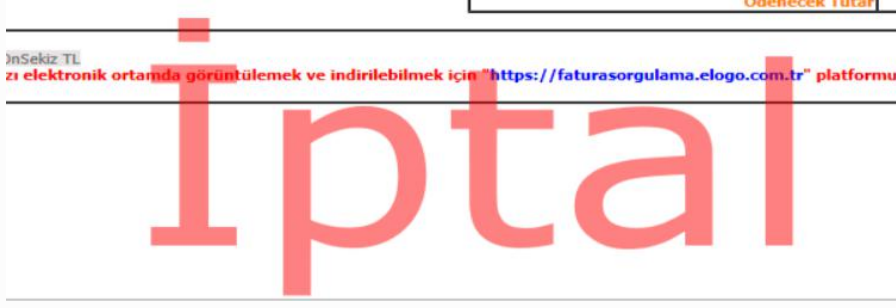 Ödenecek Tutar
OnSekiz TL
zı elektronik ortamda görüntülemek ve indirilebilmek için "https://faturasorgulama.elogo.com.tr" platformu
İptal